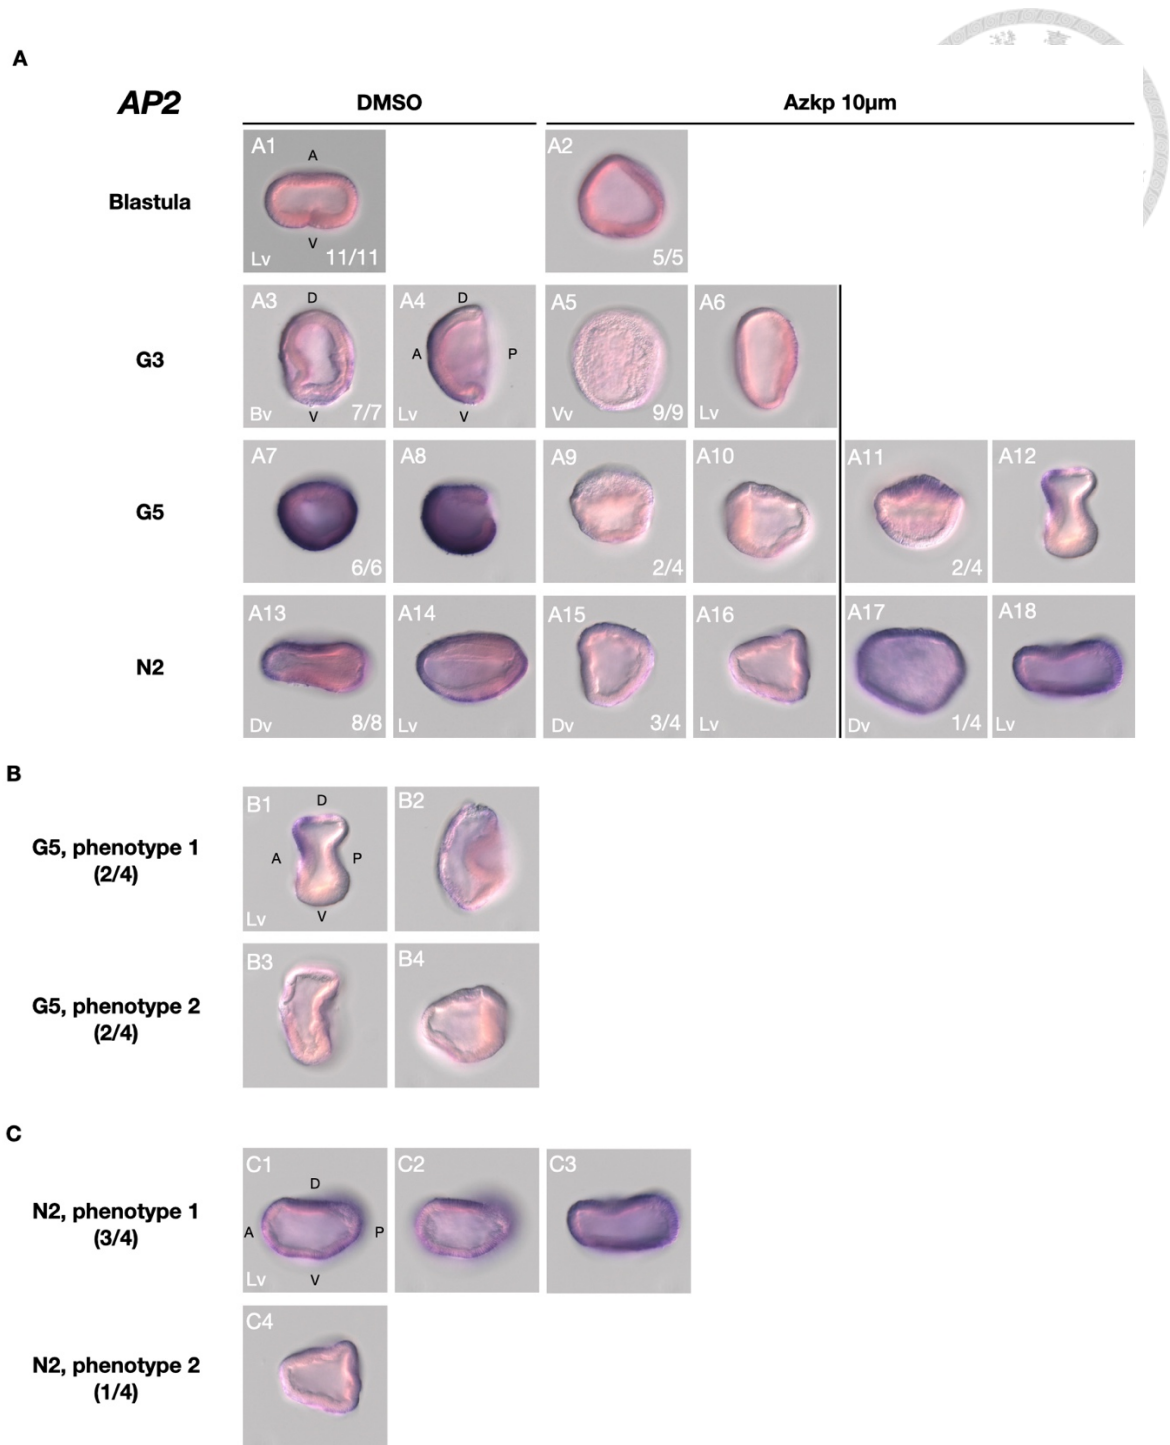 A
AP2
DMSO
Azkp 10μm
Blastula
A1
A
V
Lv
11/11
A2
5/5
G3
A3
D
V
Bv
7/7
A4
D
A
P
V
Lv
A5
Vv
9/9
A6
Lv
G5
A7
6/6
A8
A9
2/4
A10
A11
2/4
A12
N2
A13
Dv
8/8
A14
Lv
A15
Dv
3/4
A16
Lv
A17
Dv
1/4
A18
Lv
B
G5, phenotype 1
(2/4)
B1
D
A
P
V
Lv
B2
G5, phenotype 2
(2/4)
B3
B4
C
N2, phenotype 1
(3/4)
C1
D
A
P
V
Lv
C2
C3
N2, phenotype 2
(1/4)
C4